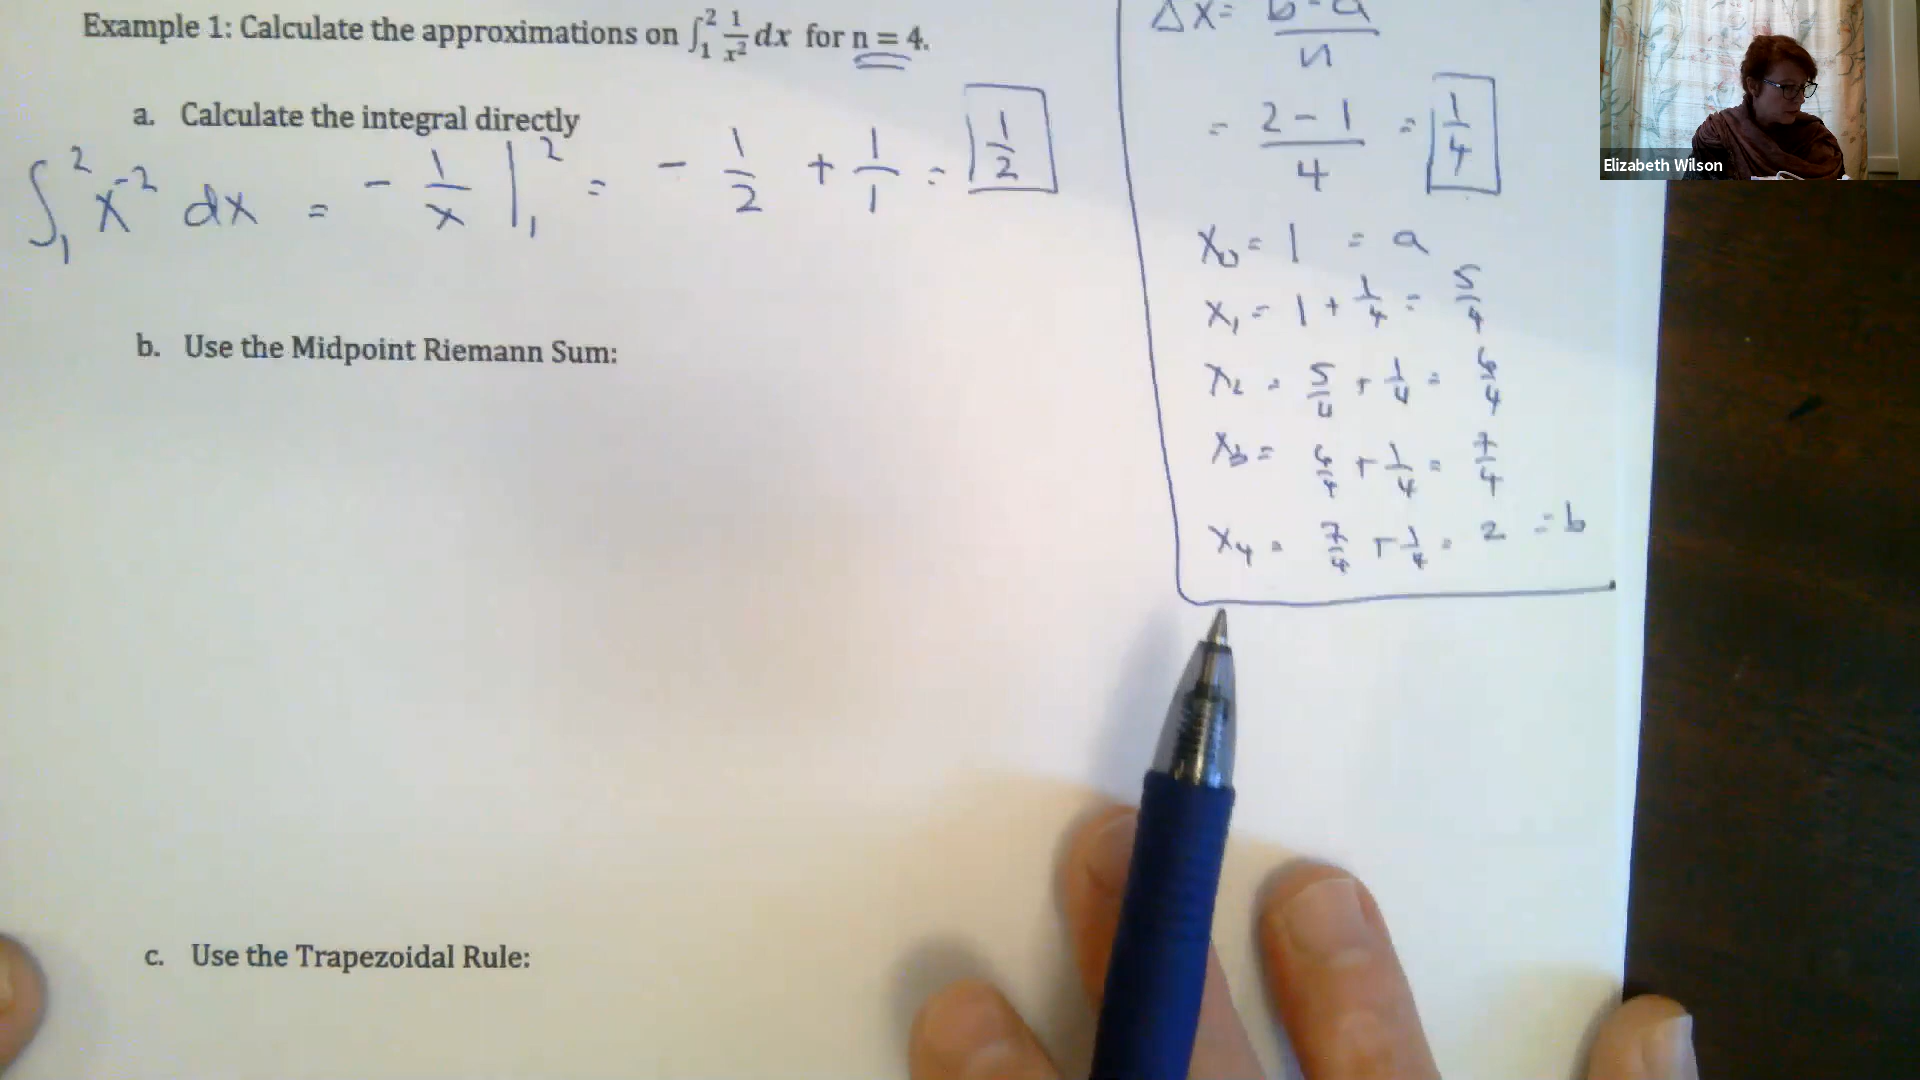 Example 1: Calculate the approximations on ∫₁² 1/x² dx for n = 4.
a. Calculate the integral directly
∫₁² x⁻² dx = - 1/x |₁² = - 1/2 + 1/1 = 1/2
b. Use the Midpoint Riemann Sum:
c. Use the Trapezoidal Rule:
Δx = b-a/n
= 2-1/4 = 1/4
x₀ = 1 = a
x₁ = 1 + 1/4 = 5/4
x₂ = 5/4 + 1/4 = 6/4
x₃ = 6/4 + 1/4 = 7/4
x₄ = 7/4 + 1/4 = 2 = b
Elizabeth Wilson